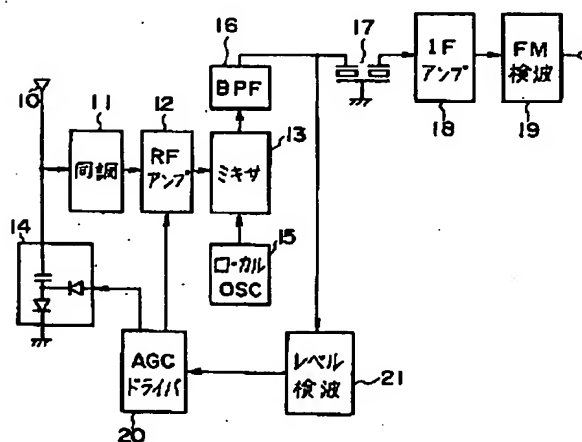 10
11
同調
12
RF
アンプ
13
ミキサ
14
15
ローカル
OSC
16
BPF
17
IF
アンプ
18
FM
検波
19
AGC
ドライバ
20
レベル
検波
21